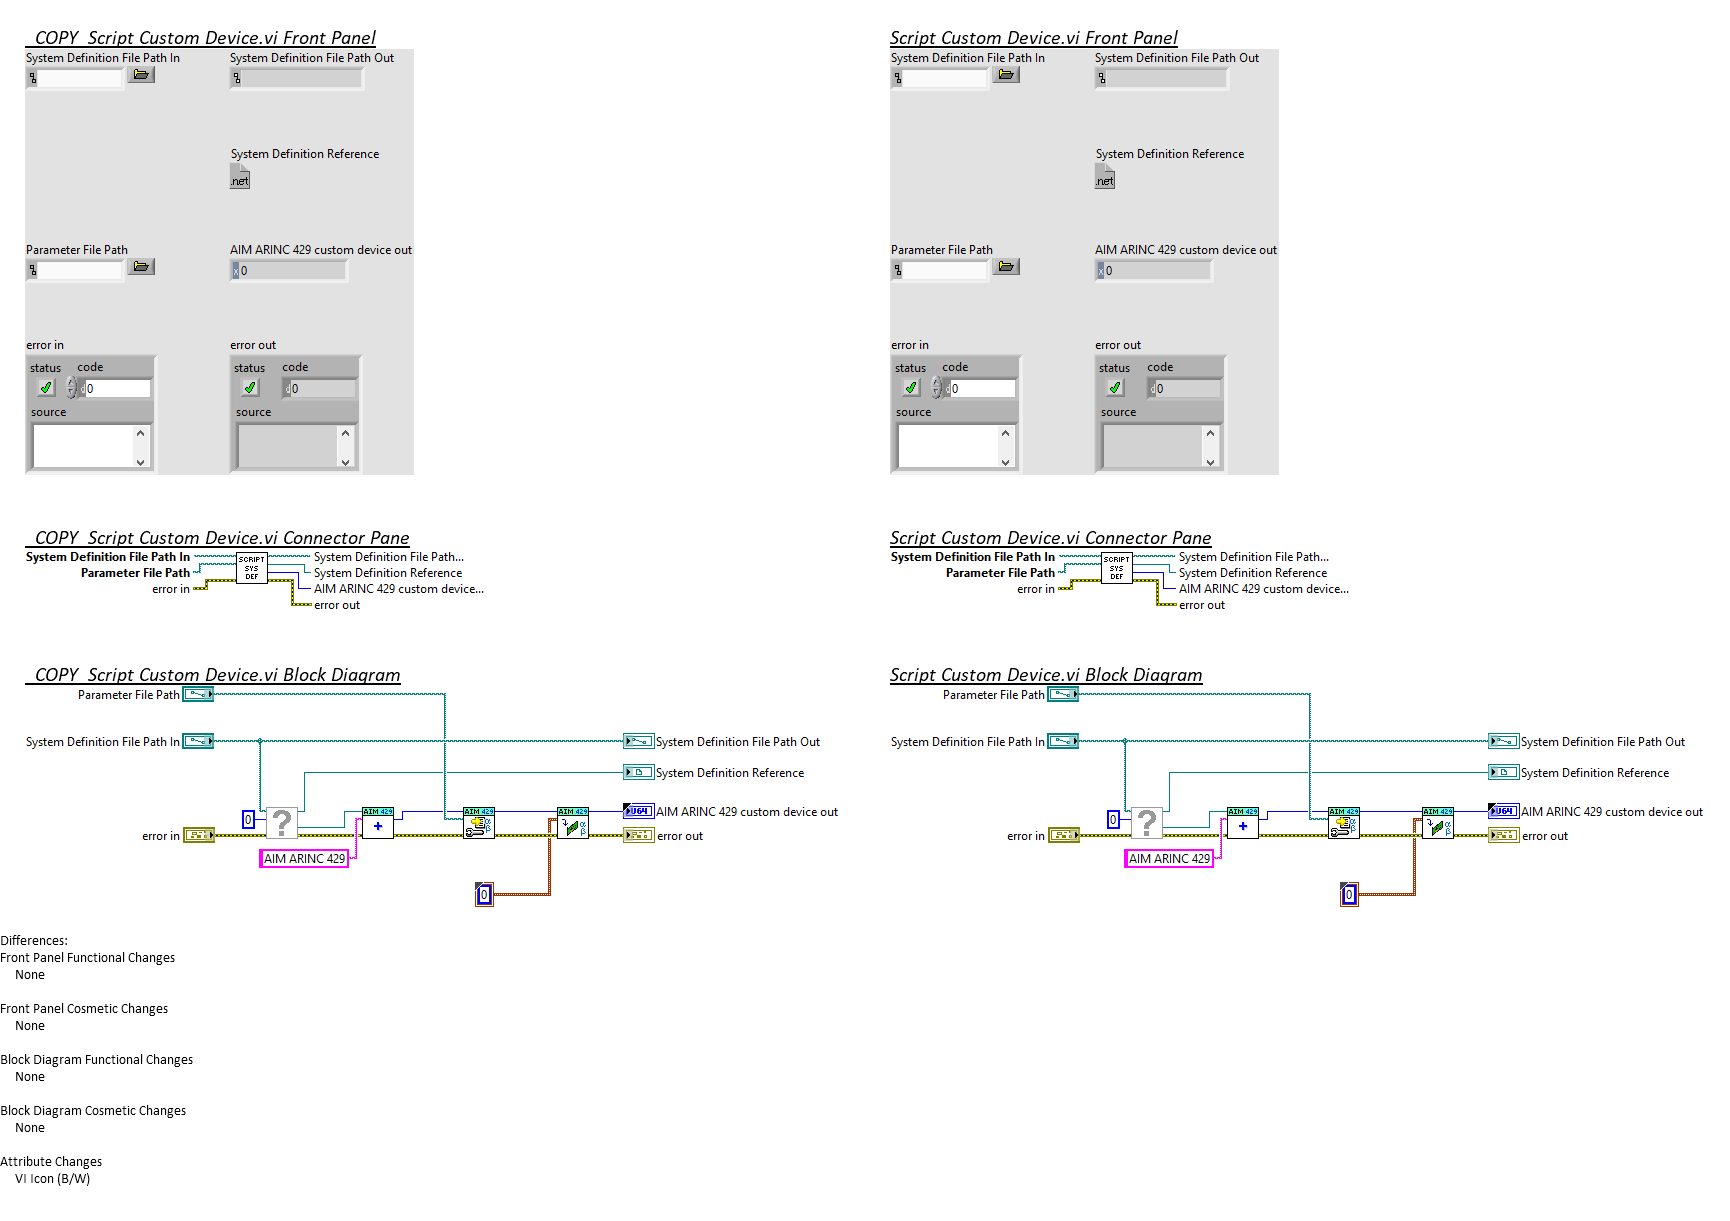 _COPY_Script Custom Device.vi Front Panel
System Definition File Path In
System Definition File Path Out
System Definition Reference
.net
Parameter File Path
AIM ARINC 429 custom device out
x 0
error in
error out
status
code
d 0
source
status
code
d 0
source
Script Custom Device.vi Front Panel
System Definition File Path In
System Definition File Path Out
System Definition Reference
.net
Parameter File Path
AIM ARINC 429 custom device out
x 0
error in
error out
status
code
d 0
source
status
code
d 0
source
_COPY_Script Custom Device.vi Connector Pane
System Definition File Path In
Parameter File Path
error in
SCRIPT
SYS
DEF
System Definition File Path...
System Definition Reference
AIM ARINC 429 custom device...
error out
Script Custom Device.vi Connector Pane
System Definition File Path In
Parameter File Path
error in
SCRIPT
SYS
DEF
System Definition File Path...
System Definition Reference
AIM ARINC 429 custom device...
error out
_COPY_Script Custom Device.vi Block Diagram
Parameter File Path
System Definition File Path In
System Definition File Path Out
System Definition Reference
0
?
AIM 429
+
AIM 429
α
β
AIM 429
α
β
U64
AIM ARINC 429 custom device out
error in
error out
AIM ARINC 429
0
Script Custom Device.vi Block Diagram
Parameter File Path
System Definition File Path In
System Definition File Path Out
System Definition Reference
0
?
AIM 429
+
AIM 429
α
β
AIM 429
α
β
U64
AIM ARINC 429 custom device out
error in
error out
AIM ARINC 429
0
Differences:
Front Panel Functional Changes
None
Front Panel Cosmetic Changes
None
Block Diagram Functional Changes
None
Block Diagram Cosmetic Changes
None
Attribute Changes
VI Icon (B/W)